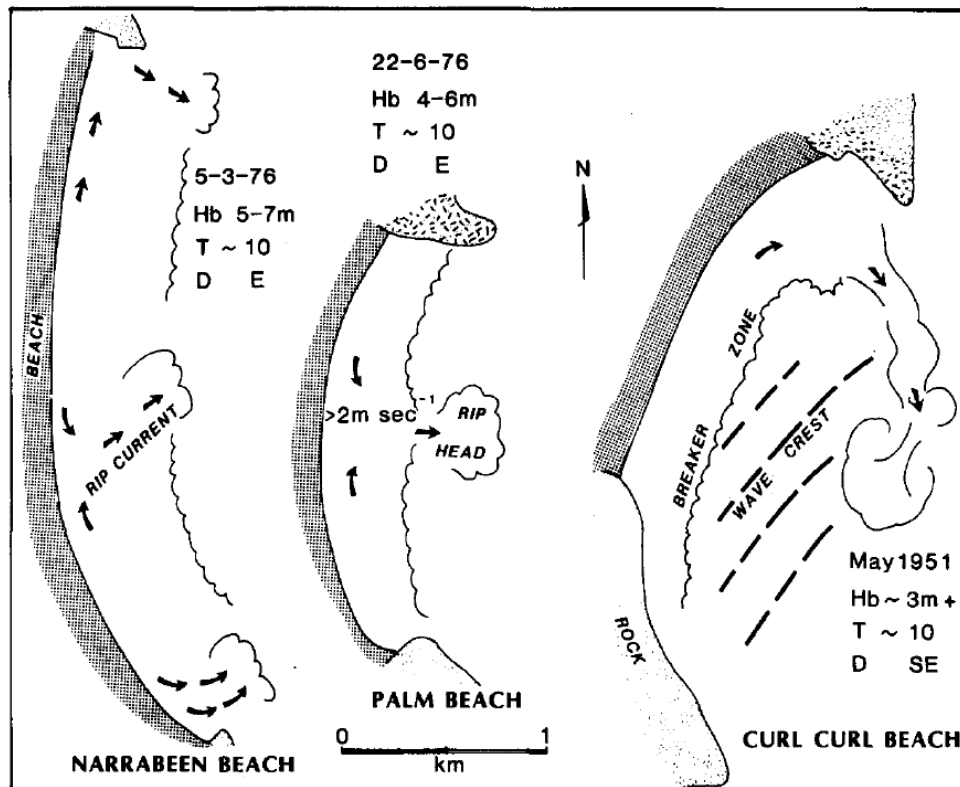 22-6-76
Hb 4-6m
T ~ 10
D E
5-3-76
Hb 5-7m
T ~ 10
D E
N
BEACH
RIP CURRENT
>2m sec⁻¹
RIP
HEAD
BREAKER
ZONE
WAVE CREST
ROCK
May 1951
Hb ~ 3m +
T ~ 10
D SE
PALM BEACH
0 1
km
NARRABEEN BEACH
CURL CURL BEACH